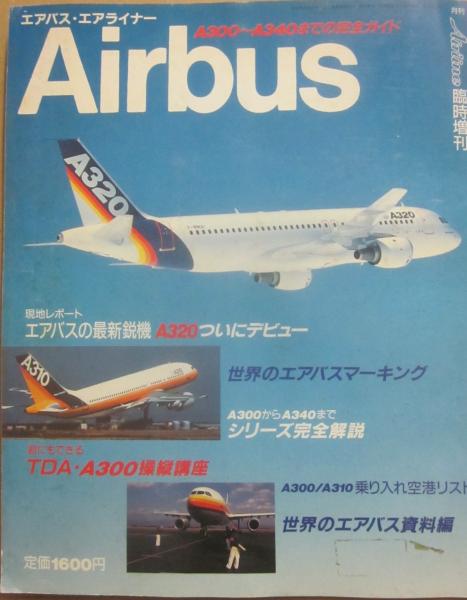 エアバス・エアライナー
A300〜A340までの完全ガイド
月刊 Airline 臨時増刊
Airbus
A320
A320
現地レポート
エアバスの最新鋭機 A320ついにデビュー
A310
世界のエアバスマーキング
A300からA340まで
シリーズ完全解説
君にもできる
TDA・A300操縦講座
A300/A310 乗り入れ空港リスト
世界のエアバス資料編
定価1600円